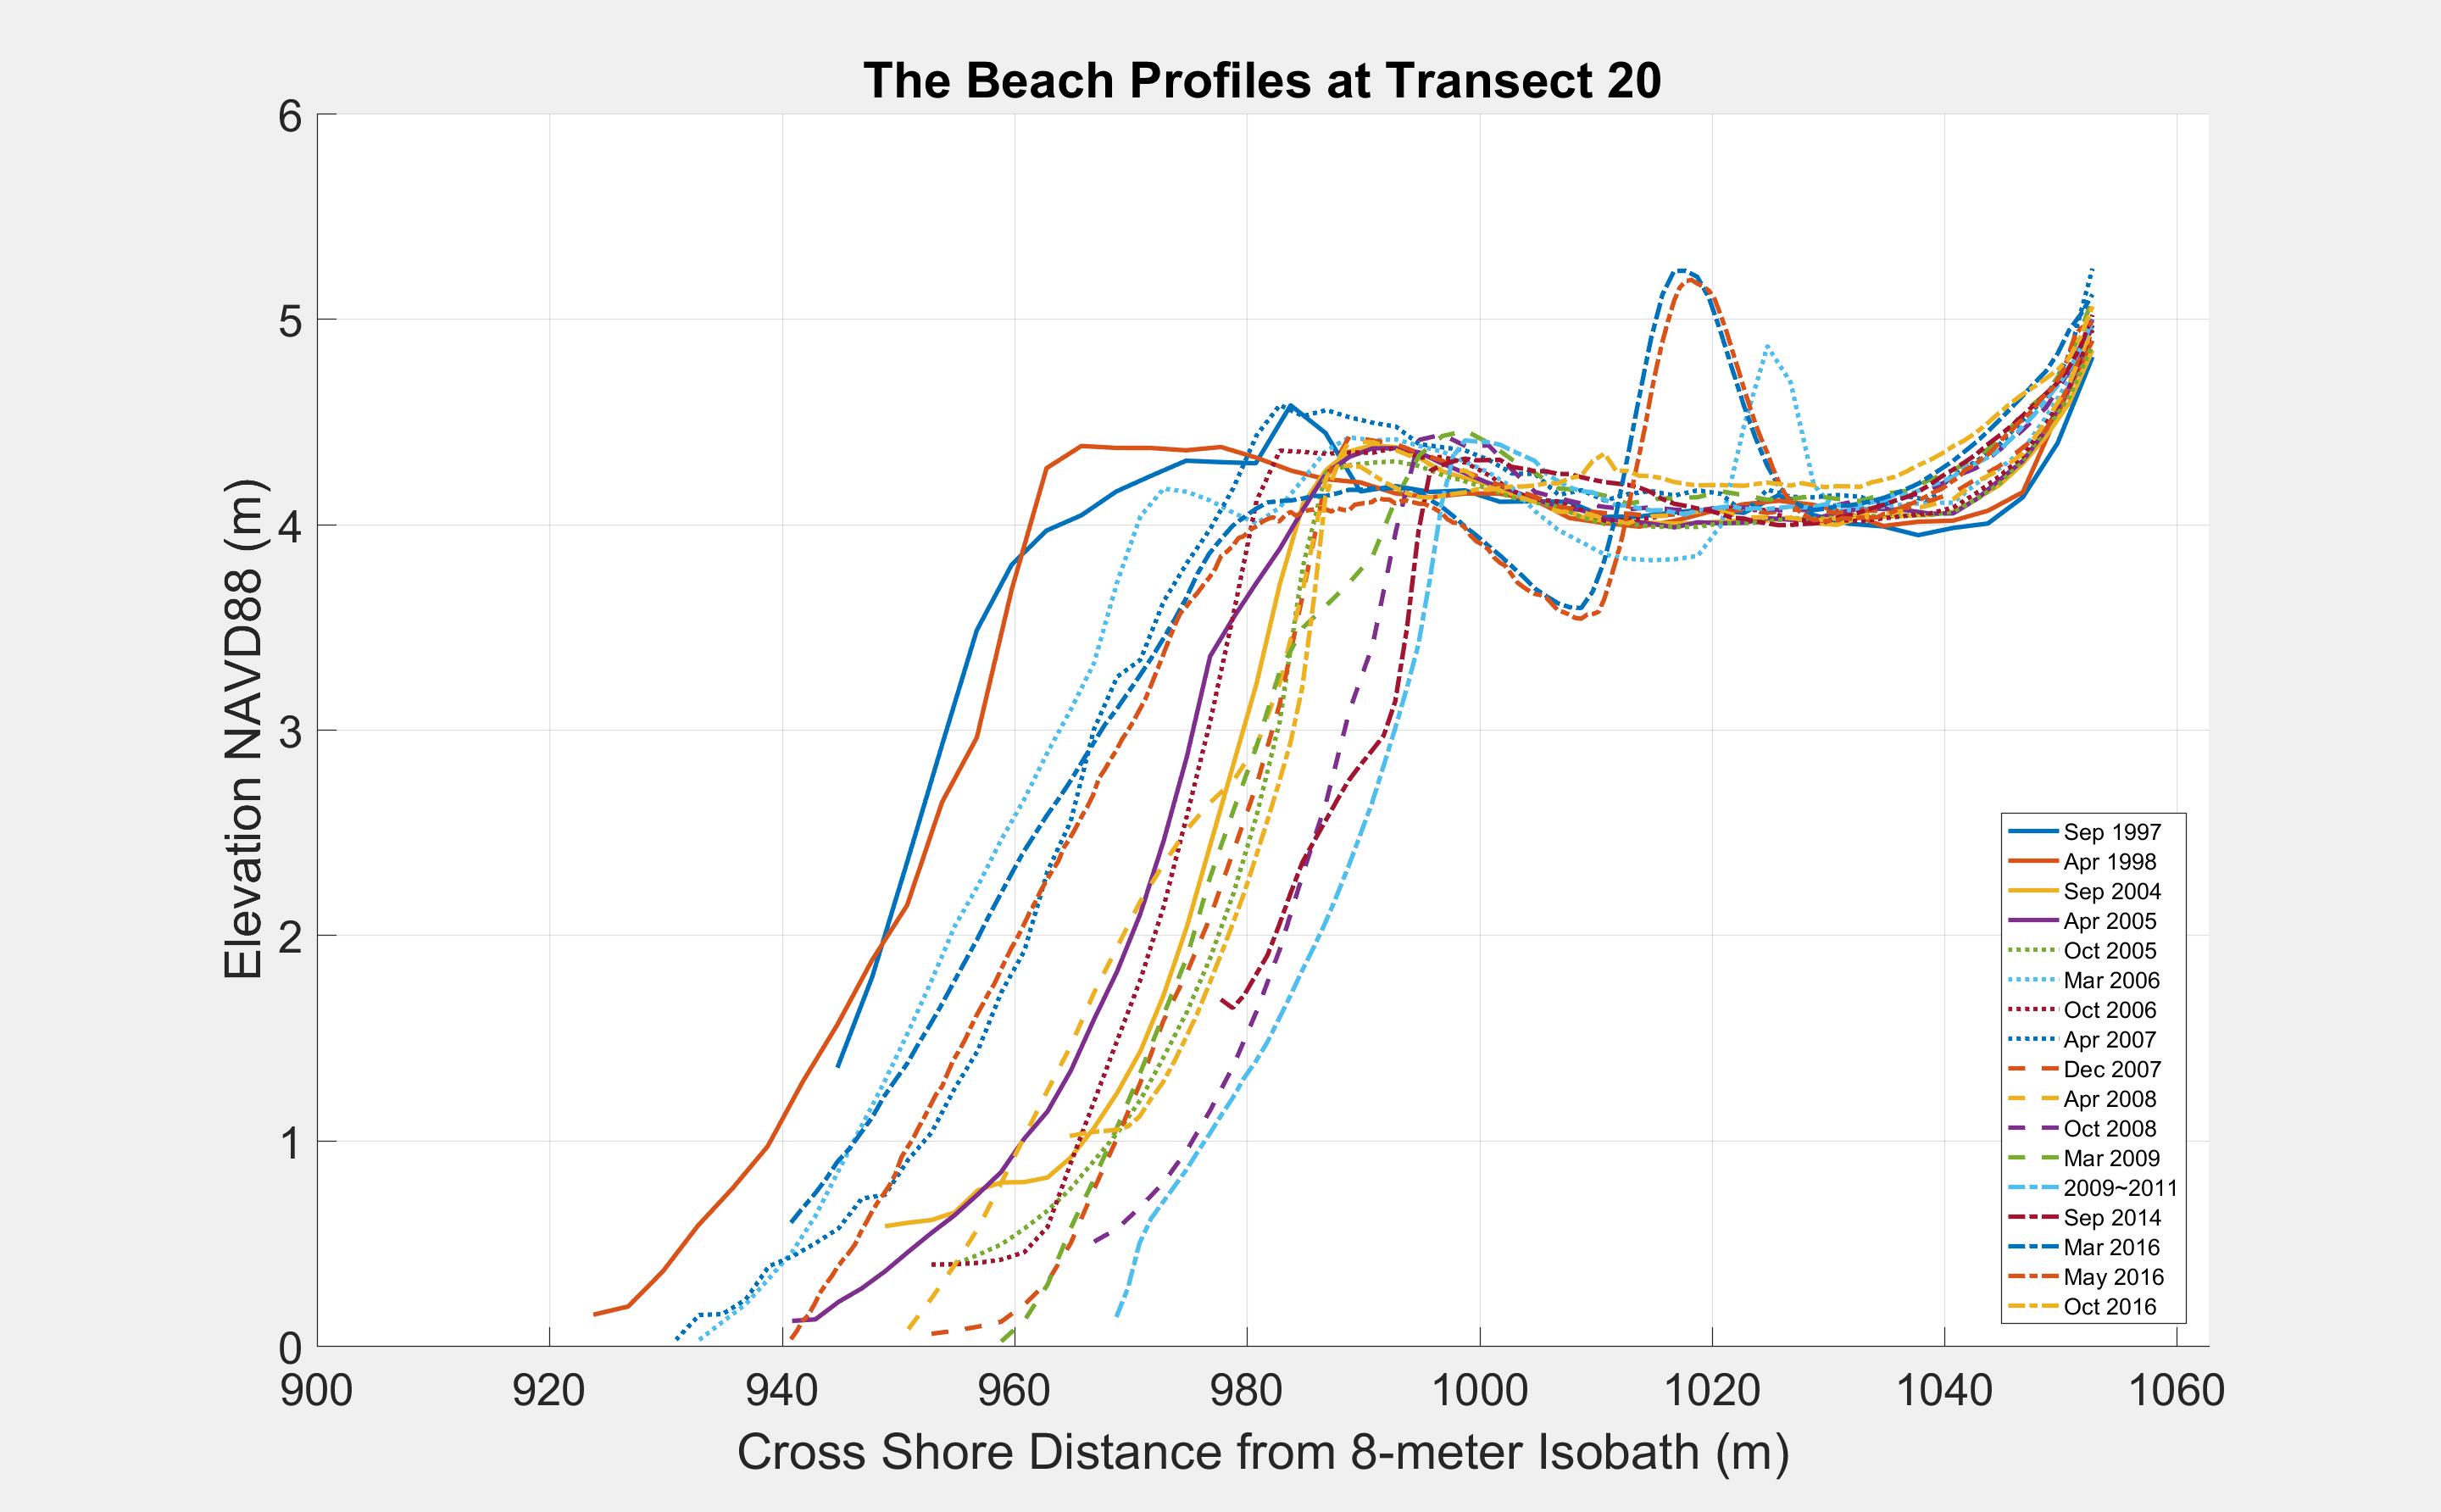 The Beach Profiles at Transect 20
6
5
4
3
2
1
0
Elevation NAVD88 (m)
900 920 940 960 980 1000 1020 1040 1060
Cross Shore Distance from 8-meter Isobath (m)
Sep 1997
Apr 1998
Sep 2004
Apr 2005
Oct 2005
Mar 2006
Oct 2006
Apr 2007
Dec 2007
Apr 2008
Oct 2008
Mar 2009
2009~2011
Sep 2014
Mar 2016
May 2016
Oct 2016